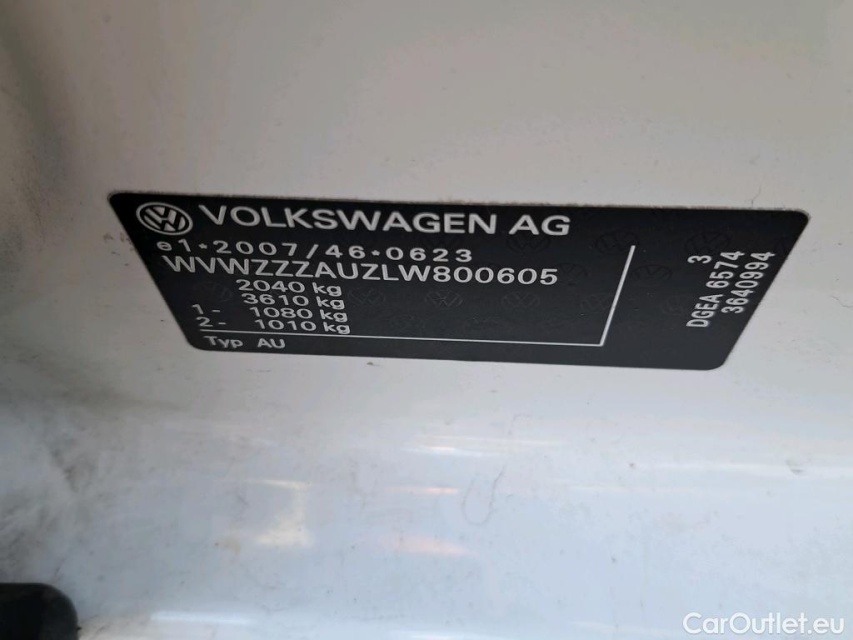 VOLKSWAGEN AG
e1*2007/46*0623
WVWZZZAUZLW800605
2040 kg
3610 kg
1- 1080 kg
2- 1010 kg
Typ AU
3
DGEA 6574
3640994
CarOutlet.eu